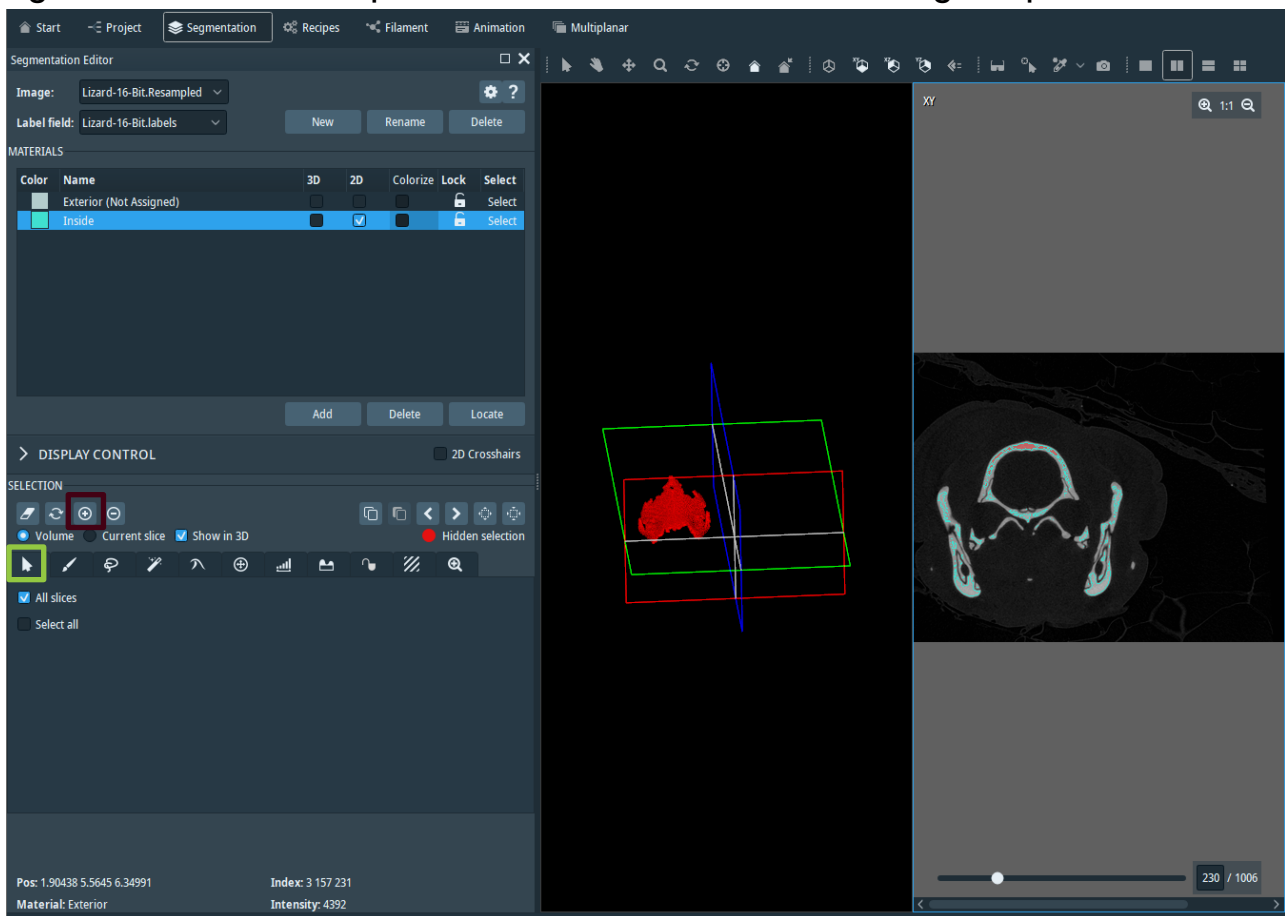 Start Project Segmentation Recipes Filament Animation Multiplanar
Segmentation Editor
Image: Lizard-16-Bit.Resampled ?
Label field: Lizard-16-Bit.labels New Rename Delete
MATERIALS
Color Name 3D 2D Colorize Lock Select
Exterior (Not Assigned) Select
Inside Select
Add Delete Locate
DISPLAY CONTROL 2D Crosshairs
SELECTION
Volume Current slice Show in 3D Hidden selection
All slices
Select all
Pos: 1.90438 5.5645 6.34991 Index: 3 157 231
Material: Exterior Intensity: 4392
XY 1:1
230 / 1006